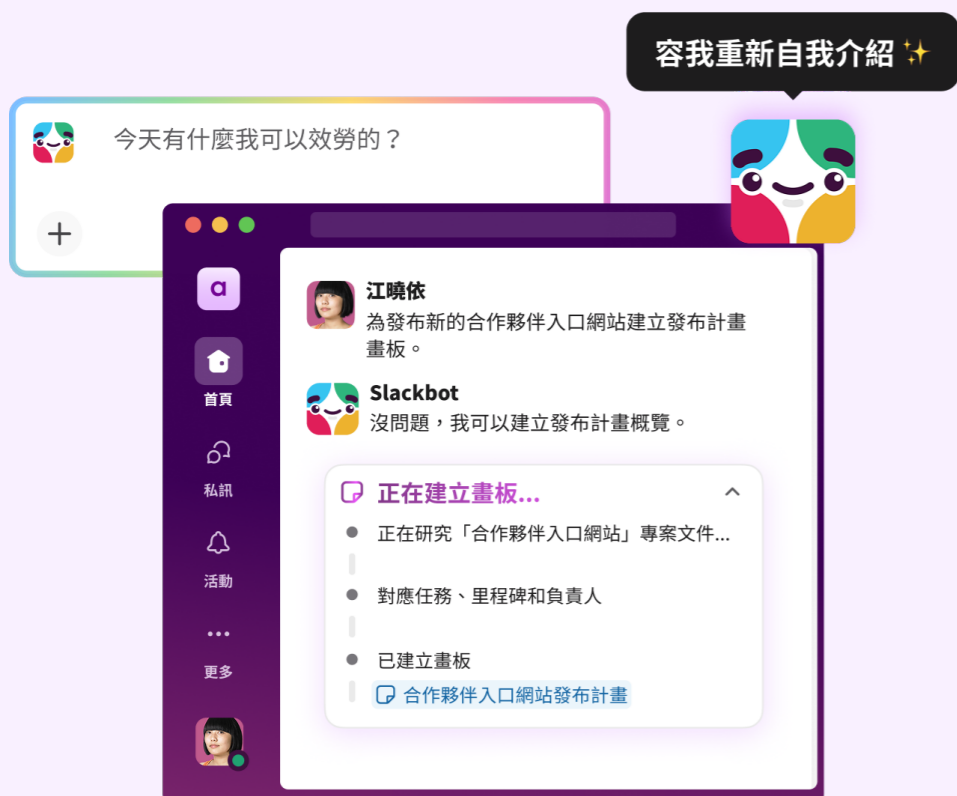 容我重新自我介紹 ✨
今天有什麼我可以效勞的？
a
首頁
私訊
活動
更多
江曉依
為發布新的合作夥伴入口網站建立發布計畫
畫板。
Slackbot
沒問題，我可以建立發布計畫概覽。
正在建立畫板...
正在研究「合作夥伴入口網站」專案文件...
對應任務、里程碑和負責人
已建立畫板
合作夥伴入口網站發布計畫